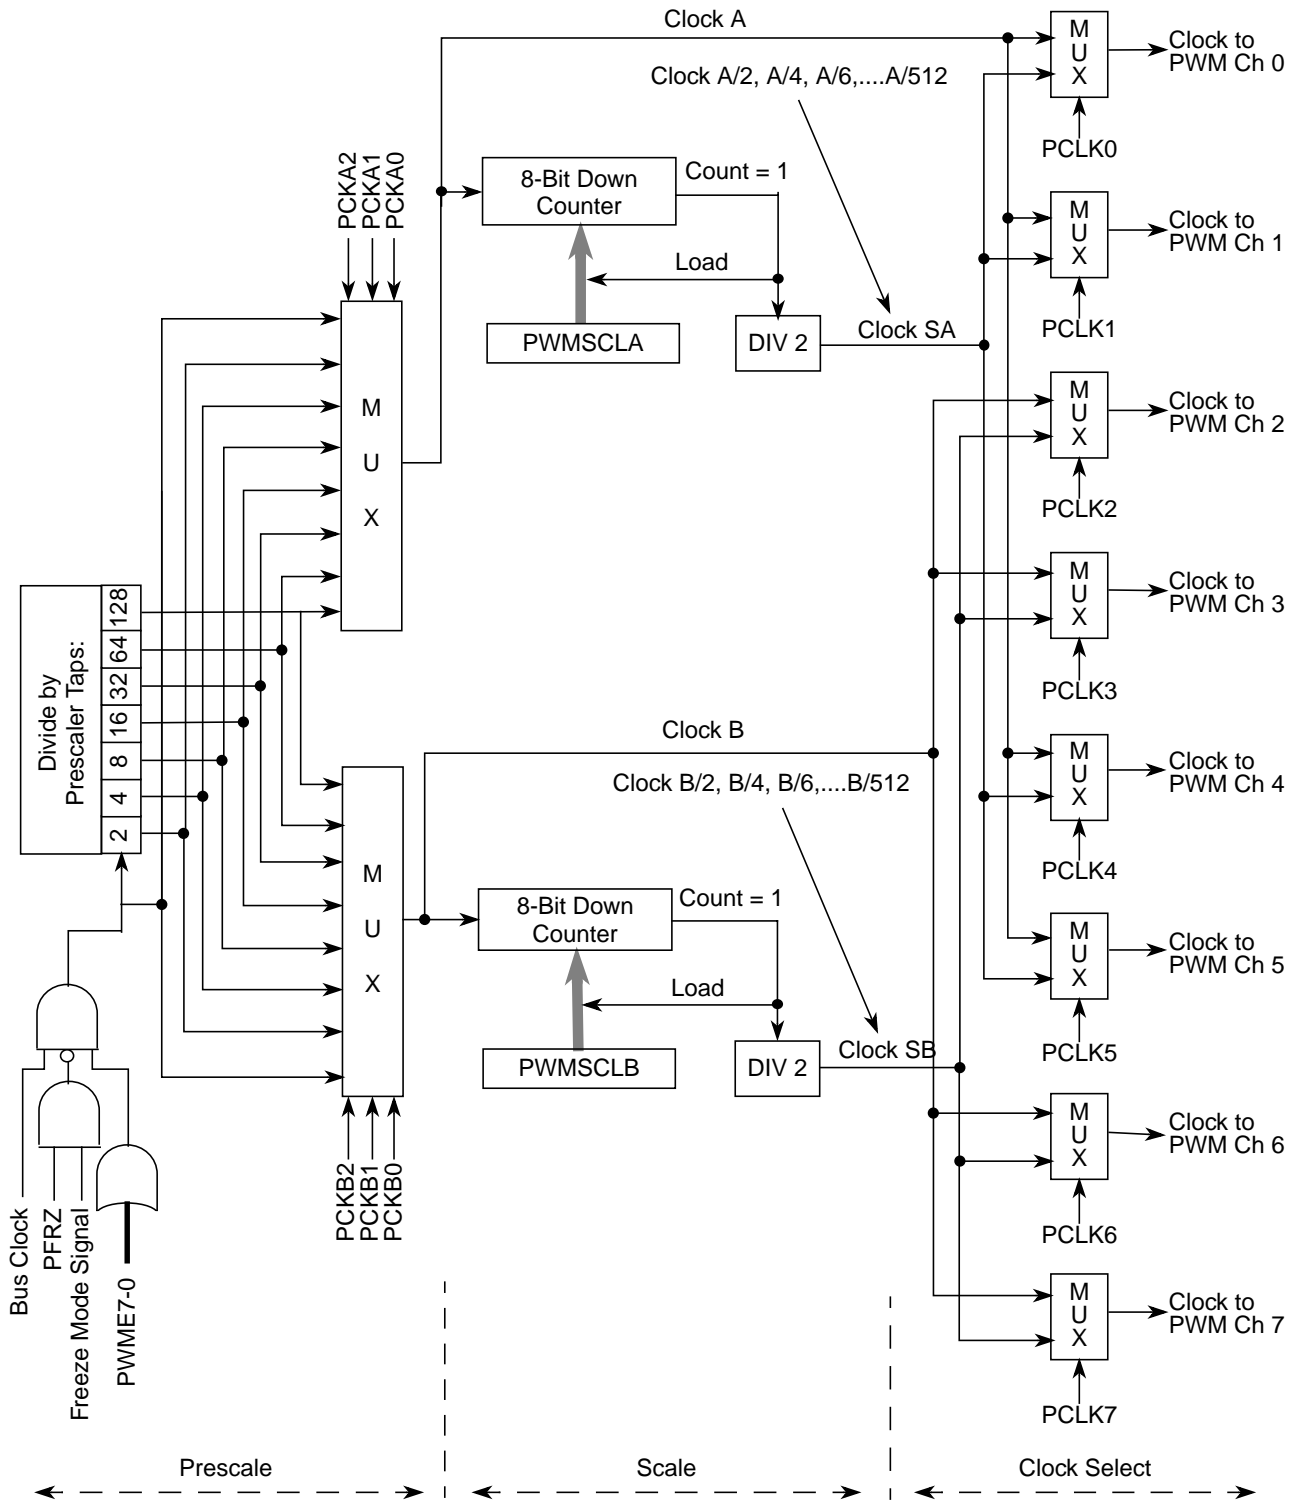 Clock A
Clock A/2, A/4, A/6,....A/512
M
U
X
Clock to
PWM Ch 0
PCLK0
PCKA2
PCKA1
PCKA0
8-Bit Down
Counter
Count = 1
Load
PWMSCLA
DIV 2
Clock SA
M
U
X
Clock to
PWM Ch 1
PCLK1
M
U
X
M
U
X
Clock to
PWM Ch 2
PCLK2
M
U
X
Clock to
PWM Ch 3
PCLK3
Divide by
Prescaler Taps:
128
64
32
16
8
4
2
Clock B
Clock B/2, B/4, B/6,....B/512
M
U
X
Clock to
PWM Ch 4
PCLK4
M
U
X
8-Bit Down
Counter
Count = 1
Load
PWMSCLB
DIV 2
Clock SB
M
U
X
Clock to
PWM Ch 5
PCLK5
PCKB2
PCKB1
PCKB0
M
U
X
Clock to
PWM Ch 6
PCLK6
Bus Clock
PFRZ
Freeze Mode Signal
PWME7-0
M
U
X
Clock to
PWM Ch 7
PCLK7
Prescale
Scale
Clock Select